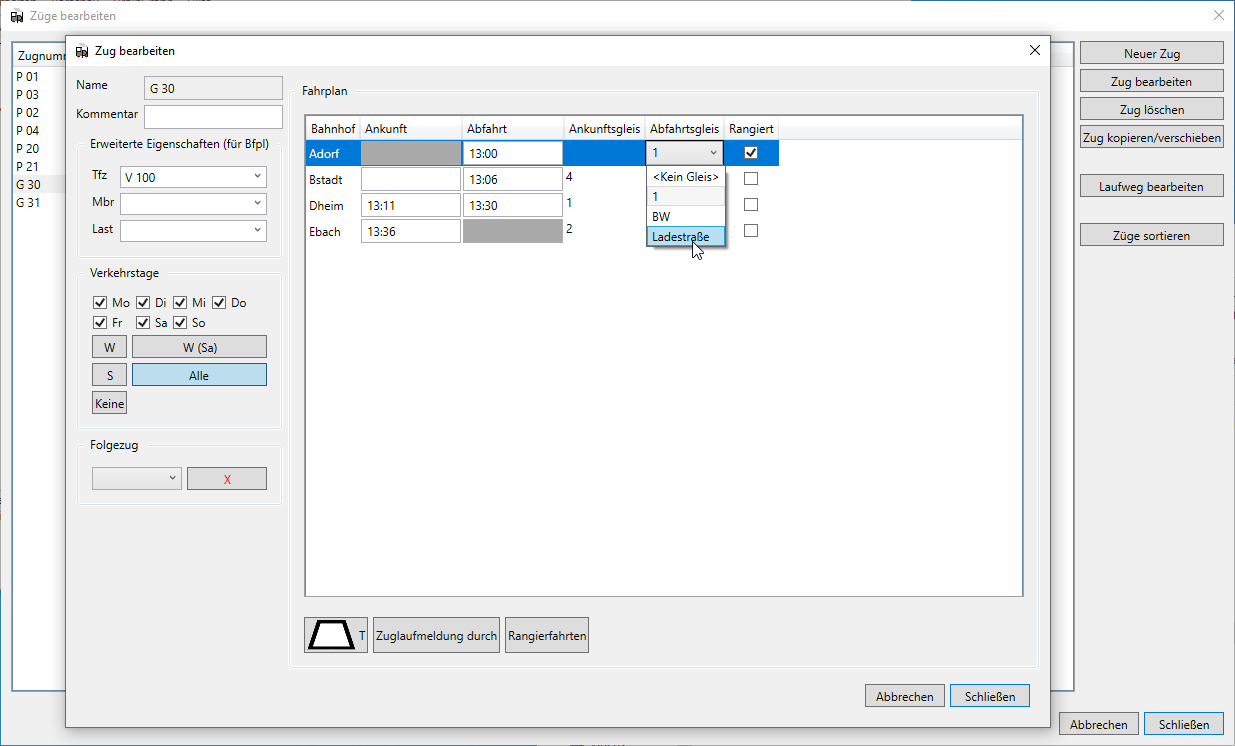 Züge bearbeiten
Zug bearbeiten
Name G 30
Kommentar
Erweiterte Eigenschaften (für Bfpl)
Tfz V 100
Mbr
Last
Verkehrstage
Mo Di Mi Do
Fr Sa So
W W (Sa)
S Alle
Keine
Folgezug
X
Fahrplan
Bahnhof Ankunft Abfahrt Ankunftsgleis Abfahrtsgleis Rangiert
Adorf 13:00 1
Bstadt 13:06 4
Dheim 13:11 13:30 1
Ebach 13:36 2
<Kein Gleis>
1
BW
Ladestraße
T Zuglaufmeldung durch Rangierfahrten
Abbrechen Schließen
P 01
P 03
P 02
P 04
P 20
P 21
G 30
G 31
Neuer Zug
Zug bearbeiten
Zug löschen
Zug kopieren/verschieben
Laufweg bearbeiten
Züge sortieren
Abbrechen Schließen